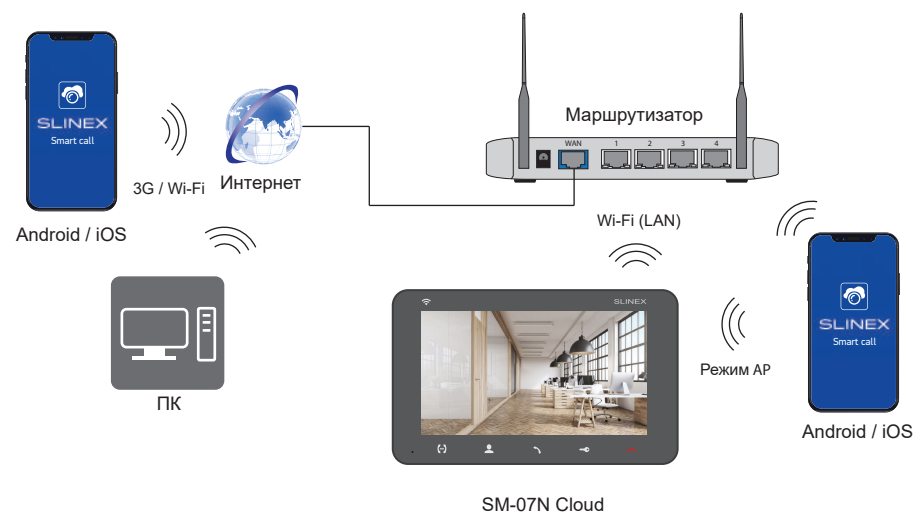 SLINEX
Smart call
3G / Wi-Fi
Интернет
Android / iOS
ПК
Маршрутизатор
WAN
1
2
3
4
Wi-Fi (LAN)
SLINEX
Режим AP
SLINEX
Smart call
Android / iOS
SM-07N Cloud